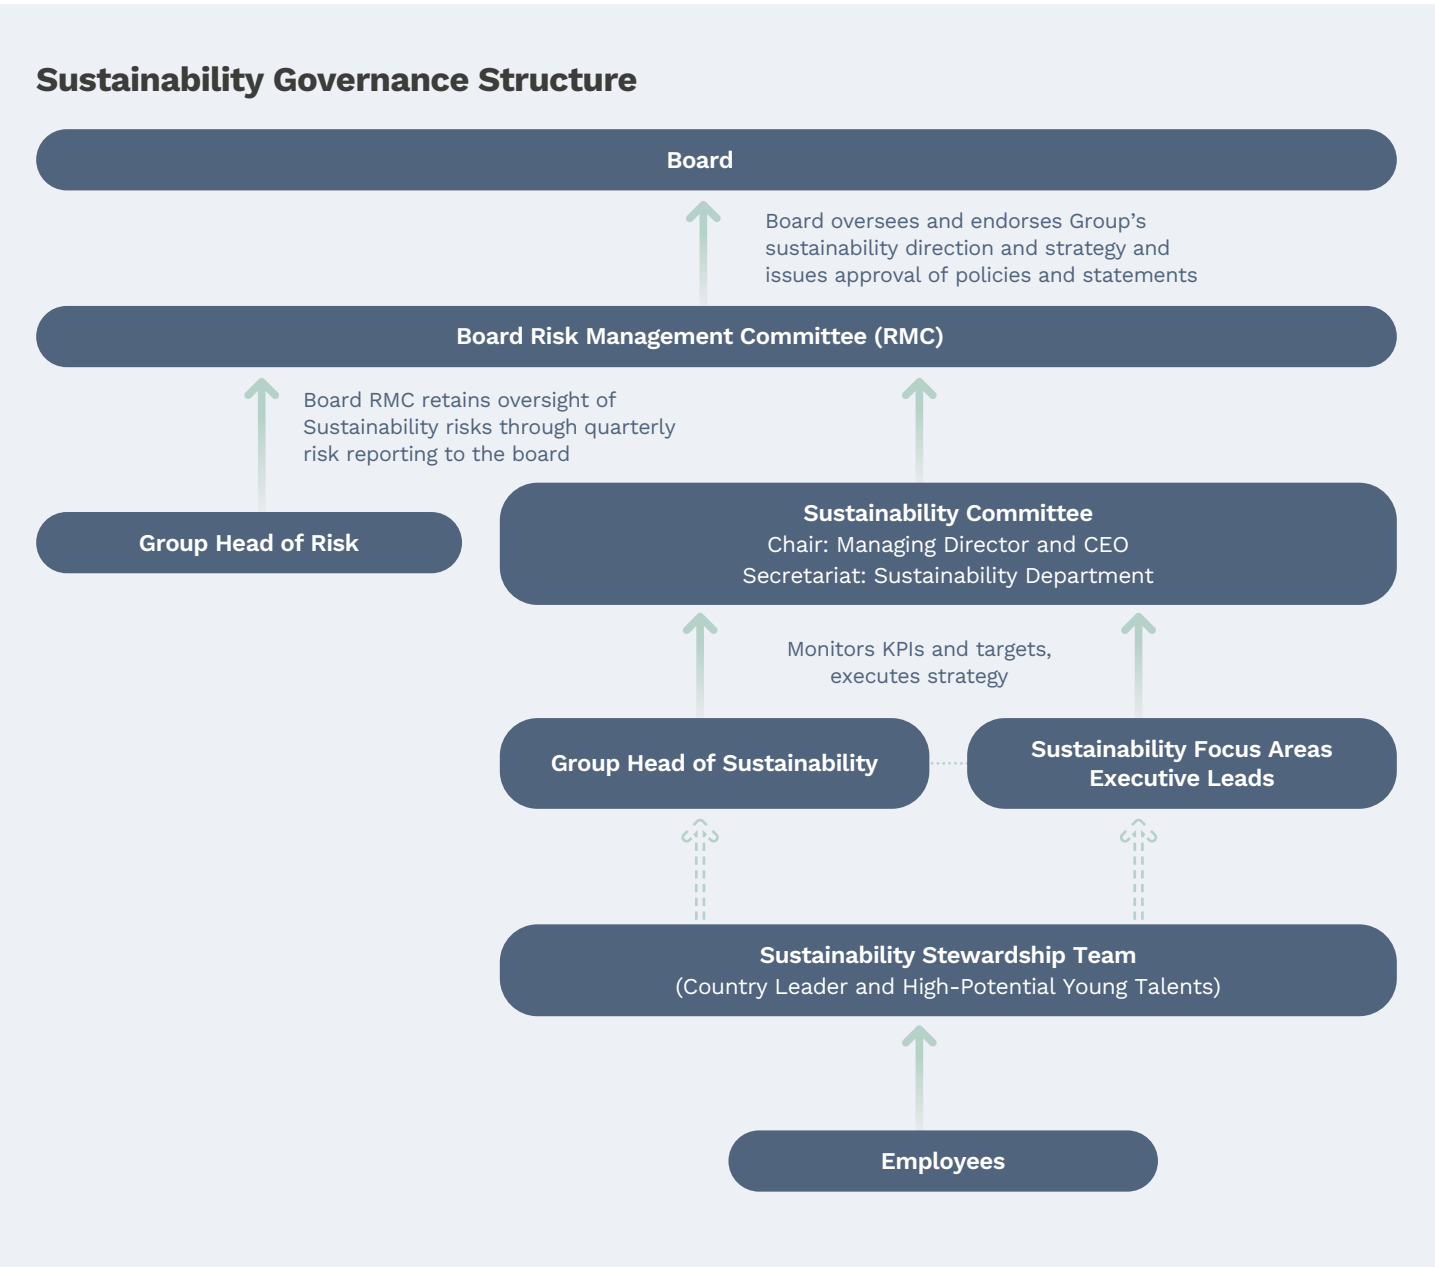 Sustainability Governance Structure
Board
Board oversees and endorses Group’s
sustainability direction and strategy and
issues approval of policies and statements
Board Risk Management Committee (RMC)
Board RMC retains oversight of
Sustainability risks through quarterly
risk reporting to the board
Group Head of Risk
Sustainability Committee
Chair: Managing Director and CEO
Secretariat: Sustainability Department
Monitors KPIs and targets,
executes strategy
Group Head of Sustainability
Sustainability Focus Areas
Executive Leads
Sustainability Stewardship Team
(Country Leader and High-Potential Young Talents)
Employees